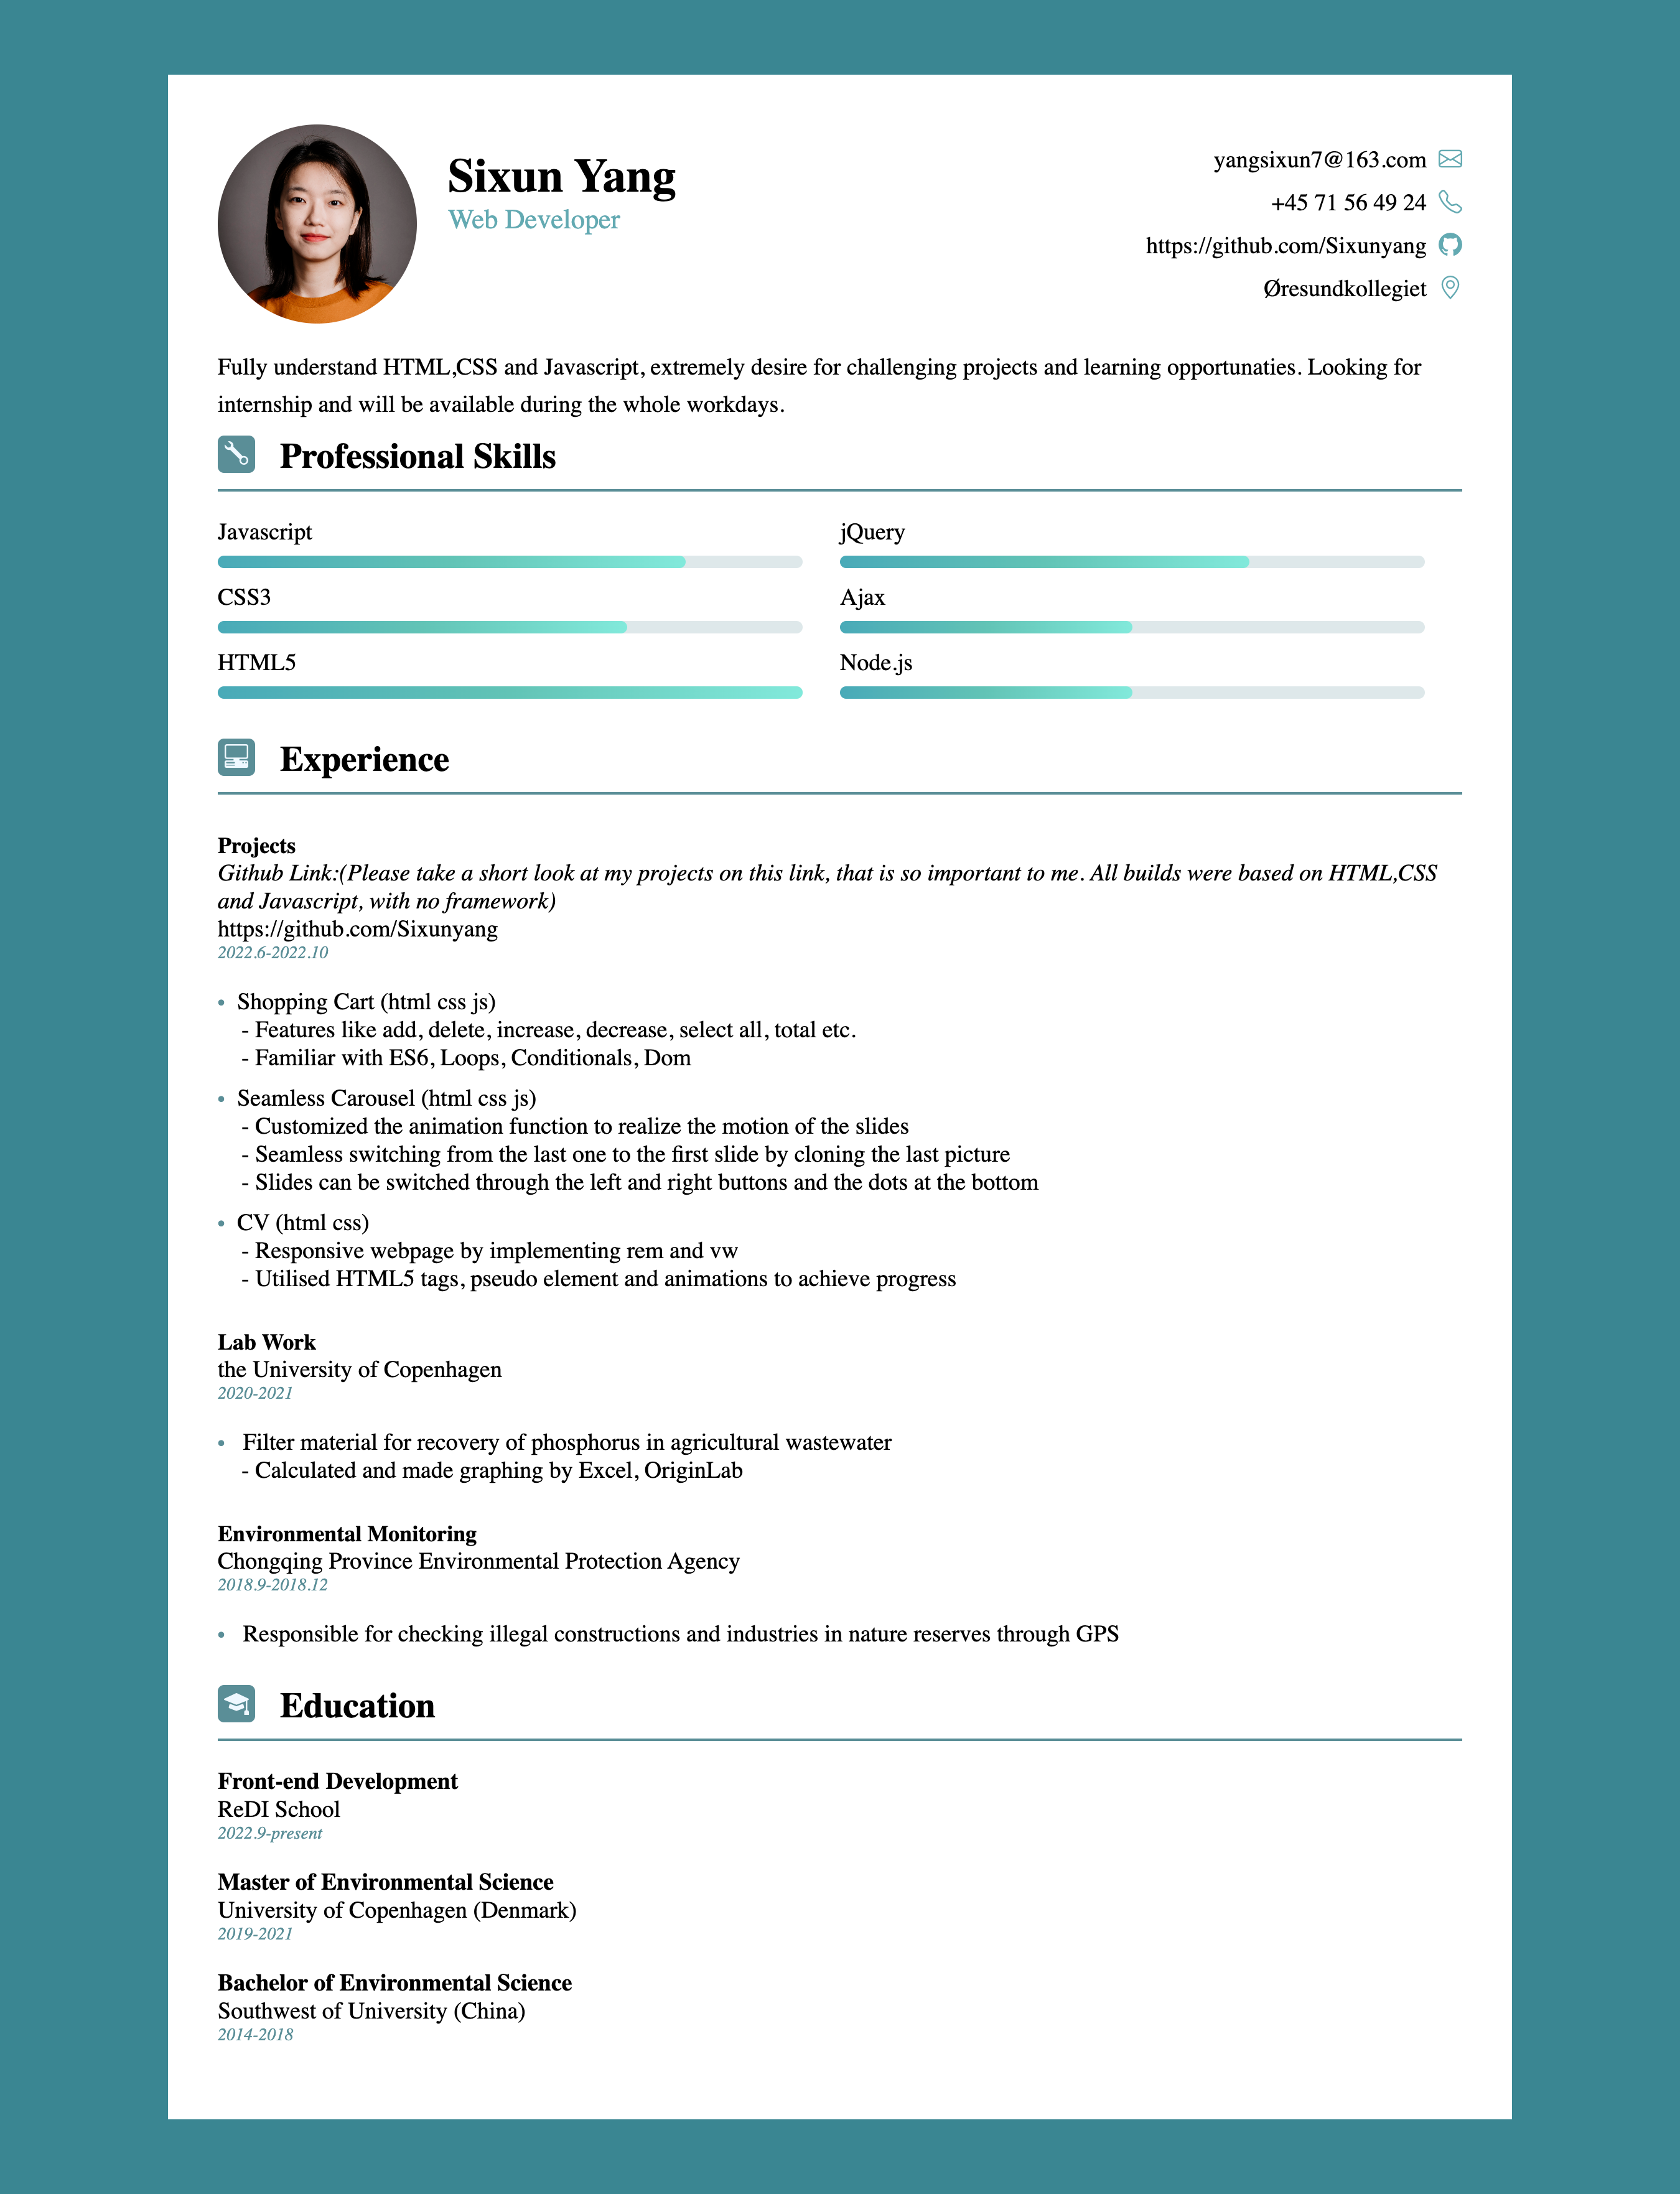 Sixun Yang
Web Developer
yangsixun7@163.com
+45 71 56 49 24
https://github.com/Sixunyang
Øresundkollegiet
Fully understand HTML,CSS and Javascript, extremely desire for challenging projects and learning opportunaties. Looking for
internship and will be available during the whole workdays.
Professional Skills
Javascript
jQuery
CSS3
Ajax
HTML5
Node.js
Experience
Projects
Github Link:(Please take a short look at my projects on this link, that is so important to me. All builds were based on HTML,CSS
and Javascript, with no framework)
https://github.com/Sixunyang
2022.6-2022.10
• Shopping Cart (html css js)
- Features like add, delete, increase, decrease, select all, total etc.
- Familiar with ES6, Loops, Conditionals, Dom
• Seamless Carousel (html css js)
- Customized the animation function to realize the motion of the slides
- Seamless switching from the last one to the first slide by cloning the last picture
- Slides can be switched through the left and right buttons and the dots at the bottom
• CV (html css)
- Responsive webpage by implementing rem and vw
- Utilised HTML5 tags, pseudo element and animations to achieve progress
Lab Work
the University of Copenhagen
2020-2021
• Filter material for recovery of phosphorus in agricultural wastewater
- Calculated and made graphing by Excel, OriginLab
Environmental Monitoring
Chongqing Province Environmental Protection Agency
2018.9-2018.12
• Responsible for checking illegal constructions and industries in nature reserves through GPS
Education
Front-end Development
ReDI School
2022.9-present
Master of Environmental Science
University of Copenhagen (Denmark)
2019-2021
Bachelor of Environmental Science
Southwest of University (China)
2014-2018